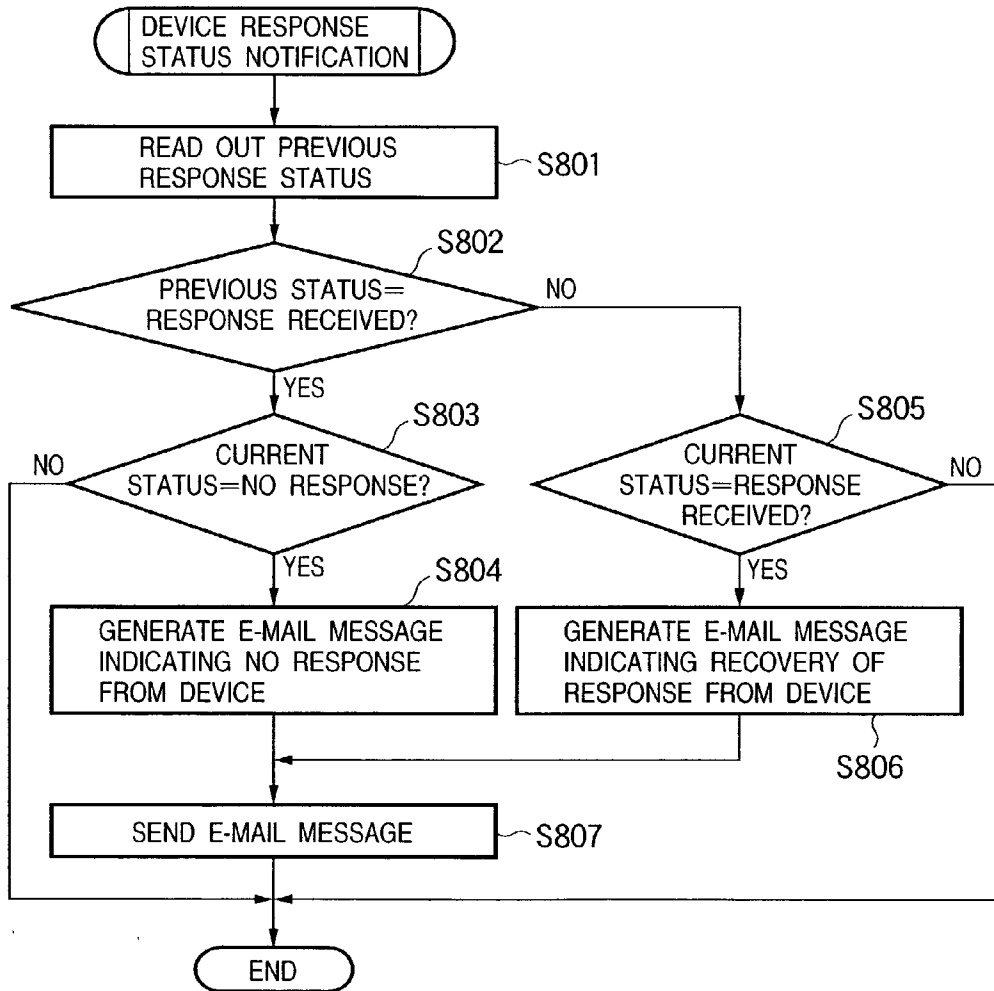 DEVICE RESPONSE
STATUS NOTIFICATION
READ OUT PREVIOUS
RESPONSE STATUS
S801
S802
PREVIOUS STATUS=
RESPONSE RECEIVED?
NO
YES
S803
CURRENT
STATUS=NO RESPONSE?
NO
YES
S805
CURRENT
STATUS=RESPONSE
RECEIVED?
NO
YES
S804
GENERATE E-MAIL MESSAGE
INDICATING NO RESPONSE
FROM DEVICE
GENERATE E-MAIL MESSAGE
INDICATING RECOVERY OF
RESPONSE FROM DEVICE
S806
SEND E-MAIL MESSAGE
S807
END